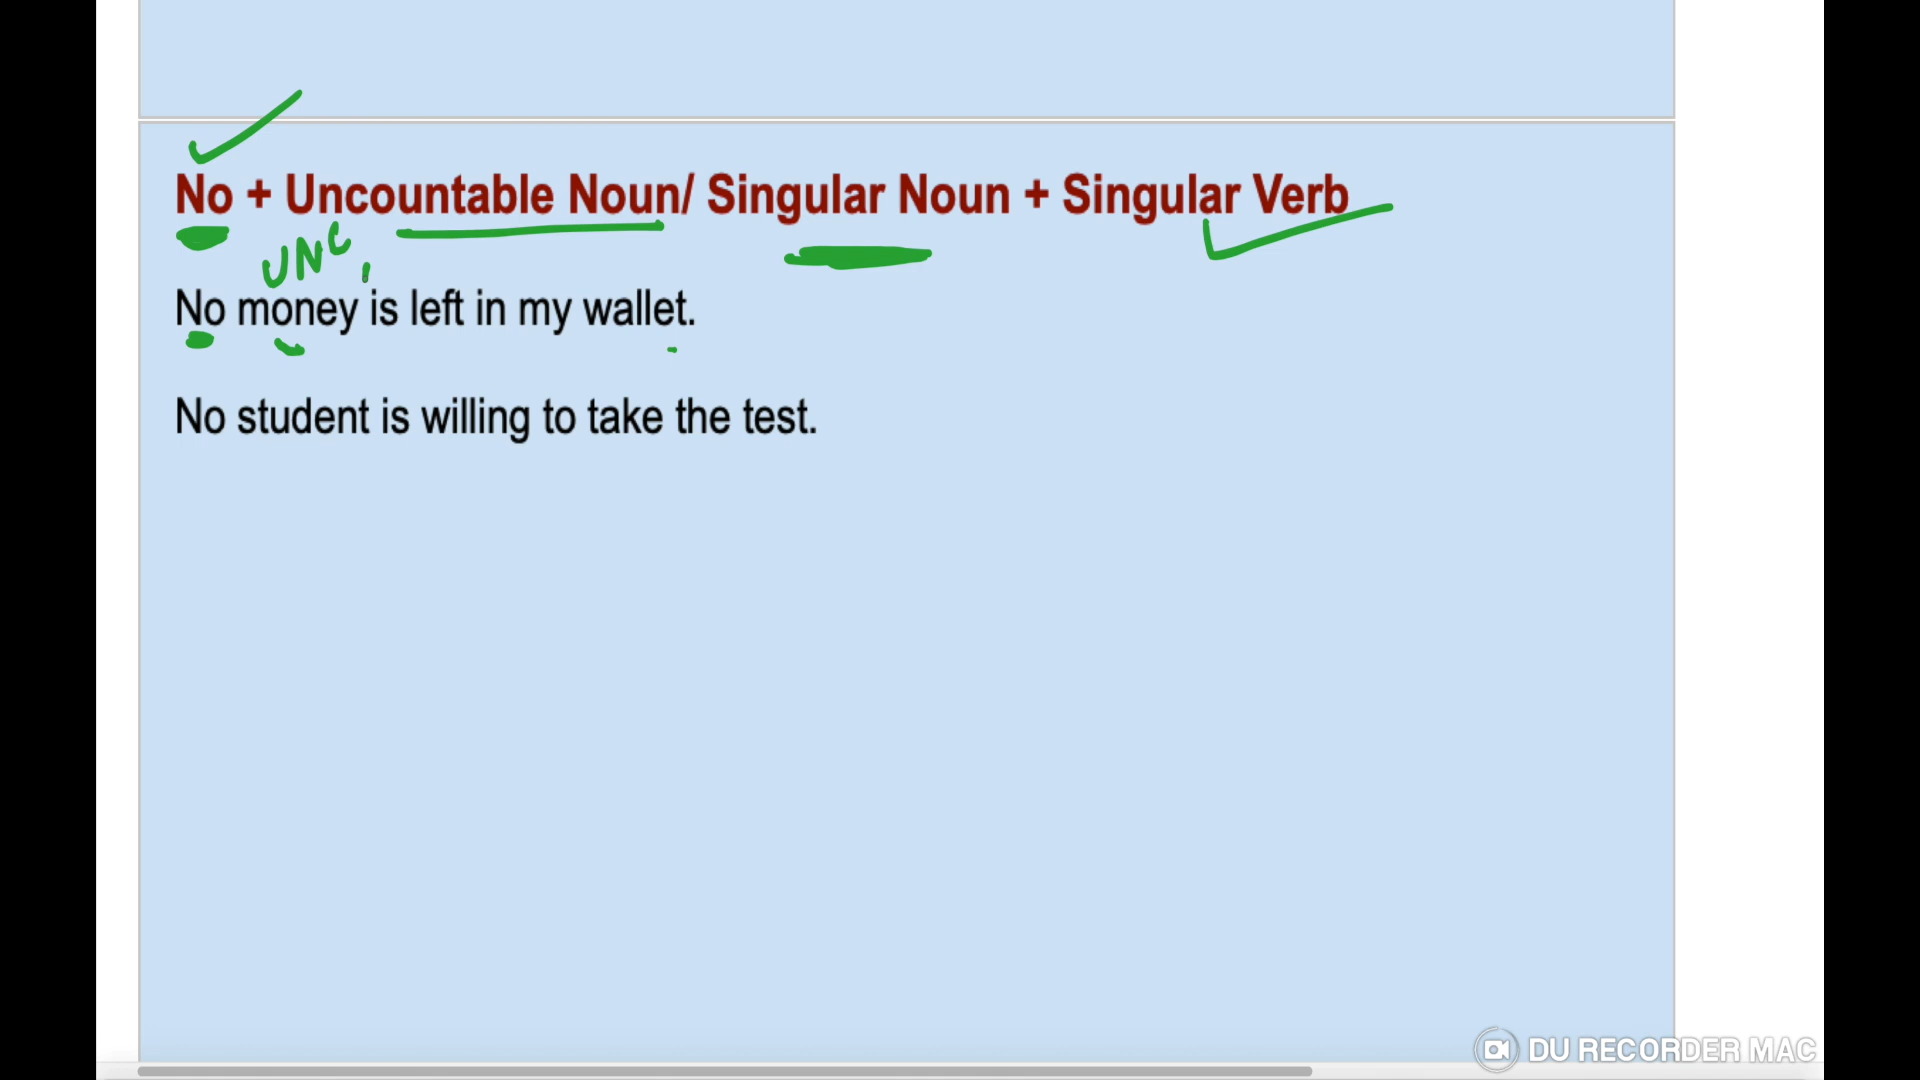 No + Uncountable Noun/ Singular Noun + Singular Verb
UNC
No money is left in my wallet.
No student is willing to take the test.
DU RECORDER MAC